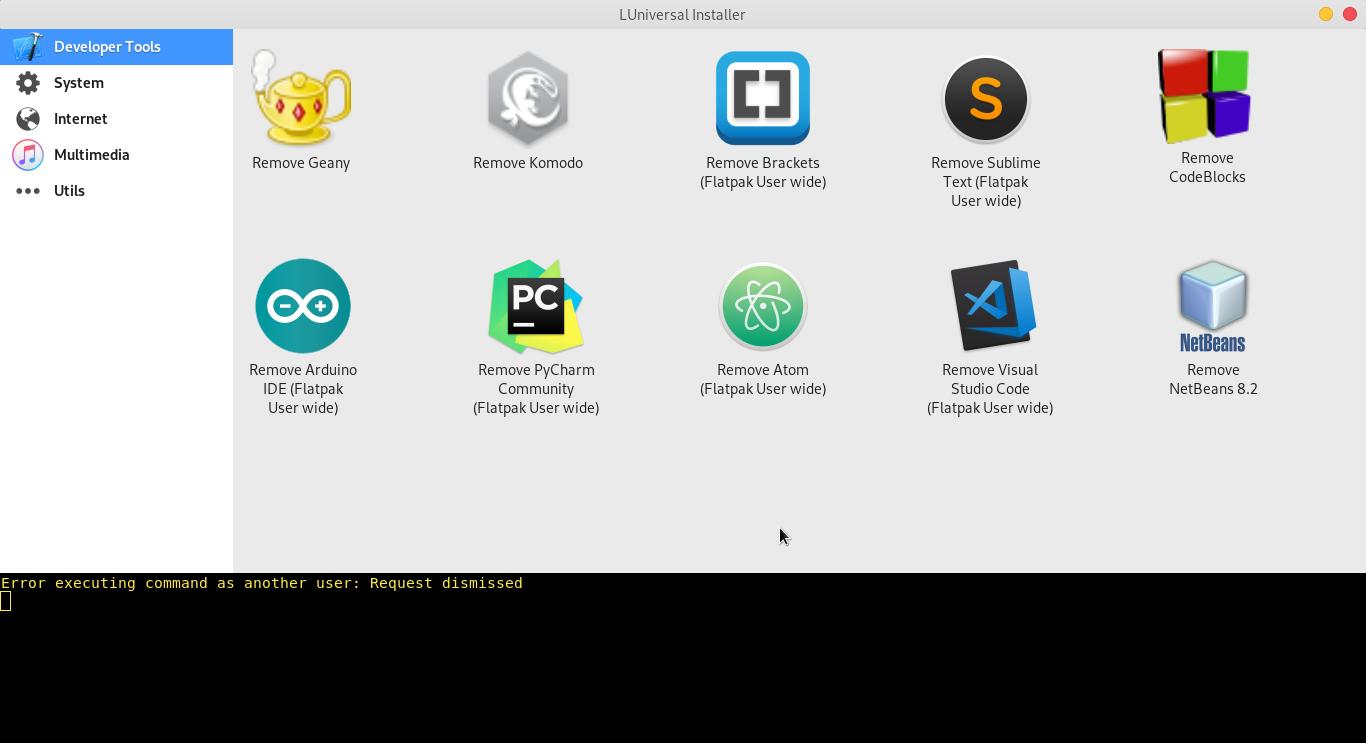 LUniversal Installer
Developer Tools
System
Internet
Multimedia
Utils
Remove Geany
Remove Komodo
Remove Brackets
(Flatpak User wide)
S
Remove Sublime
Text (Flatpak
User wide)
Remove
CodeBlocks
Remove Arduino
IDE (Flatpak
User wide)
PC
Remove PyCharm
Community
(Flatpak User wide)
Remove Atom
(Flatpak User wide)
Remove Visual
Studio Code
(Flatpak User wide)
NetBeans
Remove
NetBeans 8.2
Error executing command as another user: Request dismissed